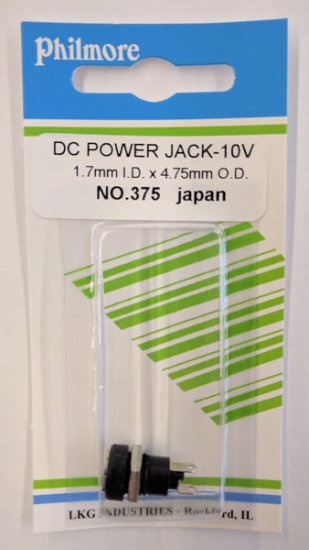 Philmore
DC POWER JACK-10V
1.7mm I.D. x 4.75mm O.D.
NO.375 japan
LKG INDUSTRIES - Rockford, IL